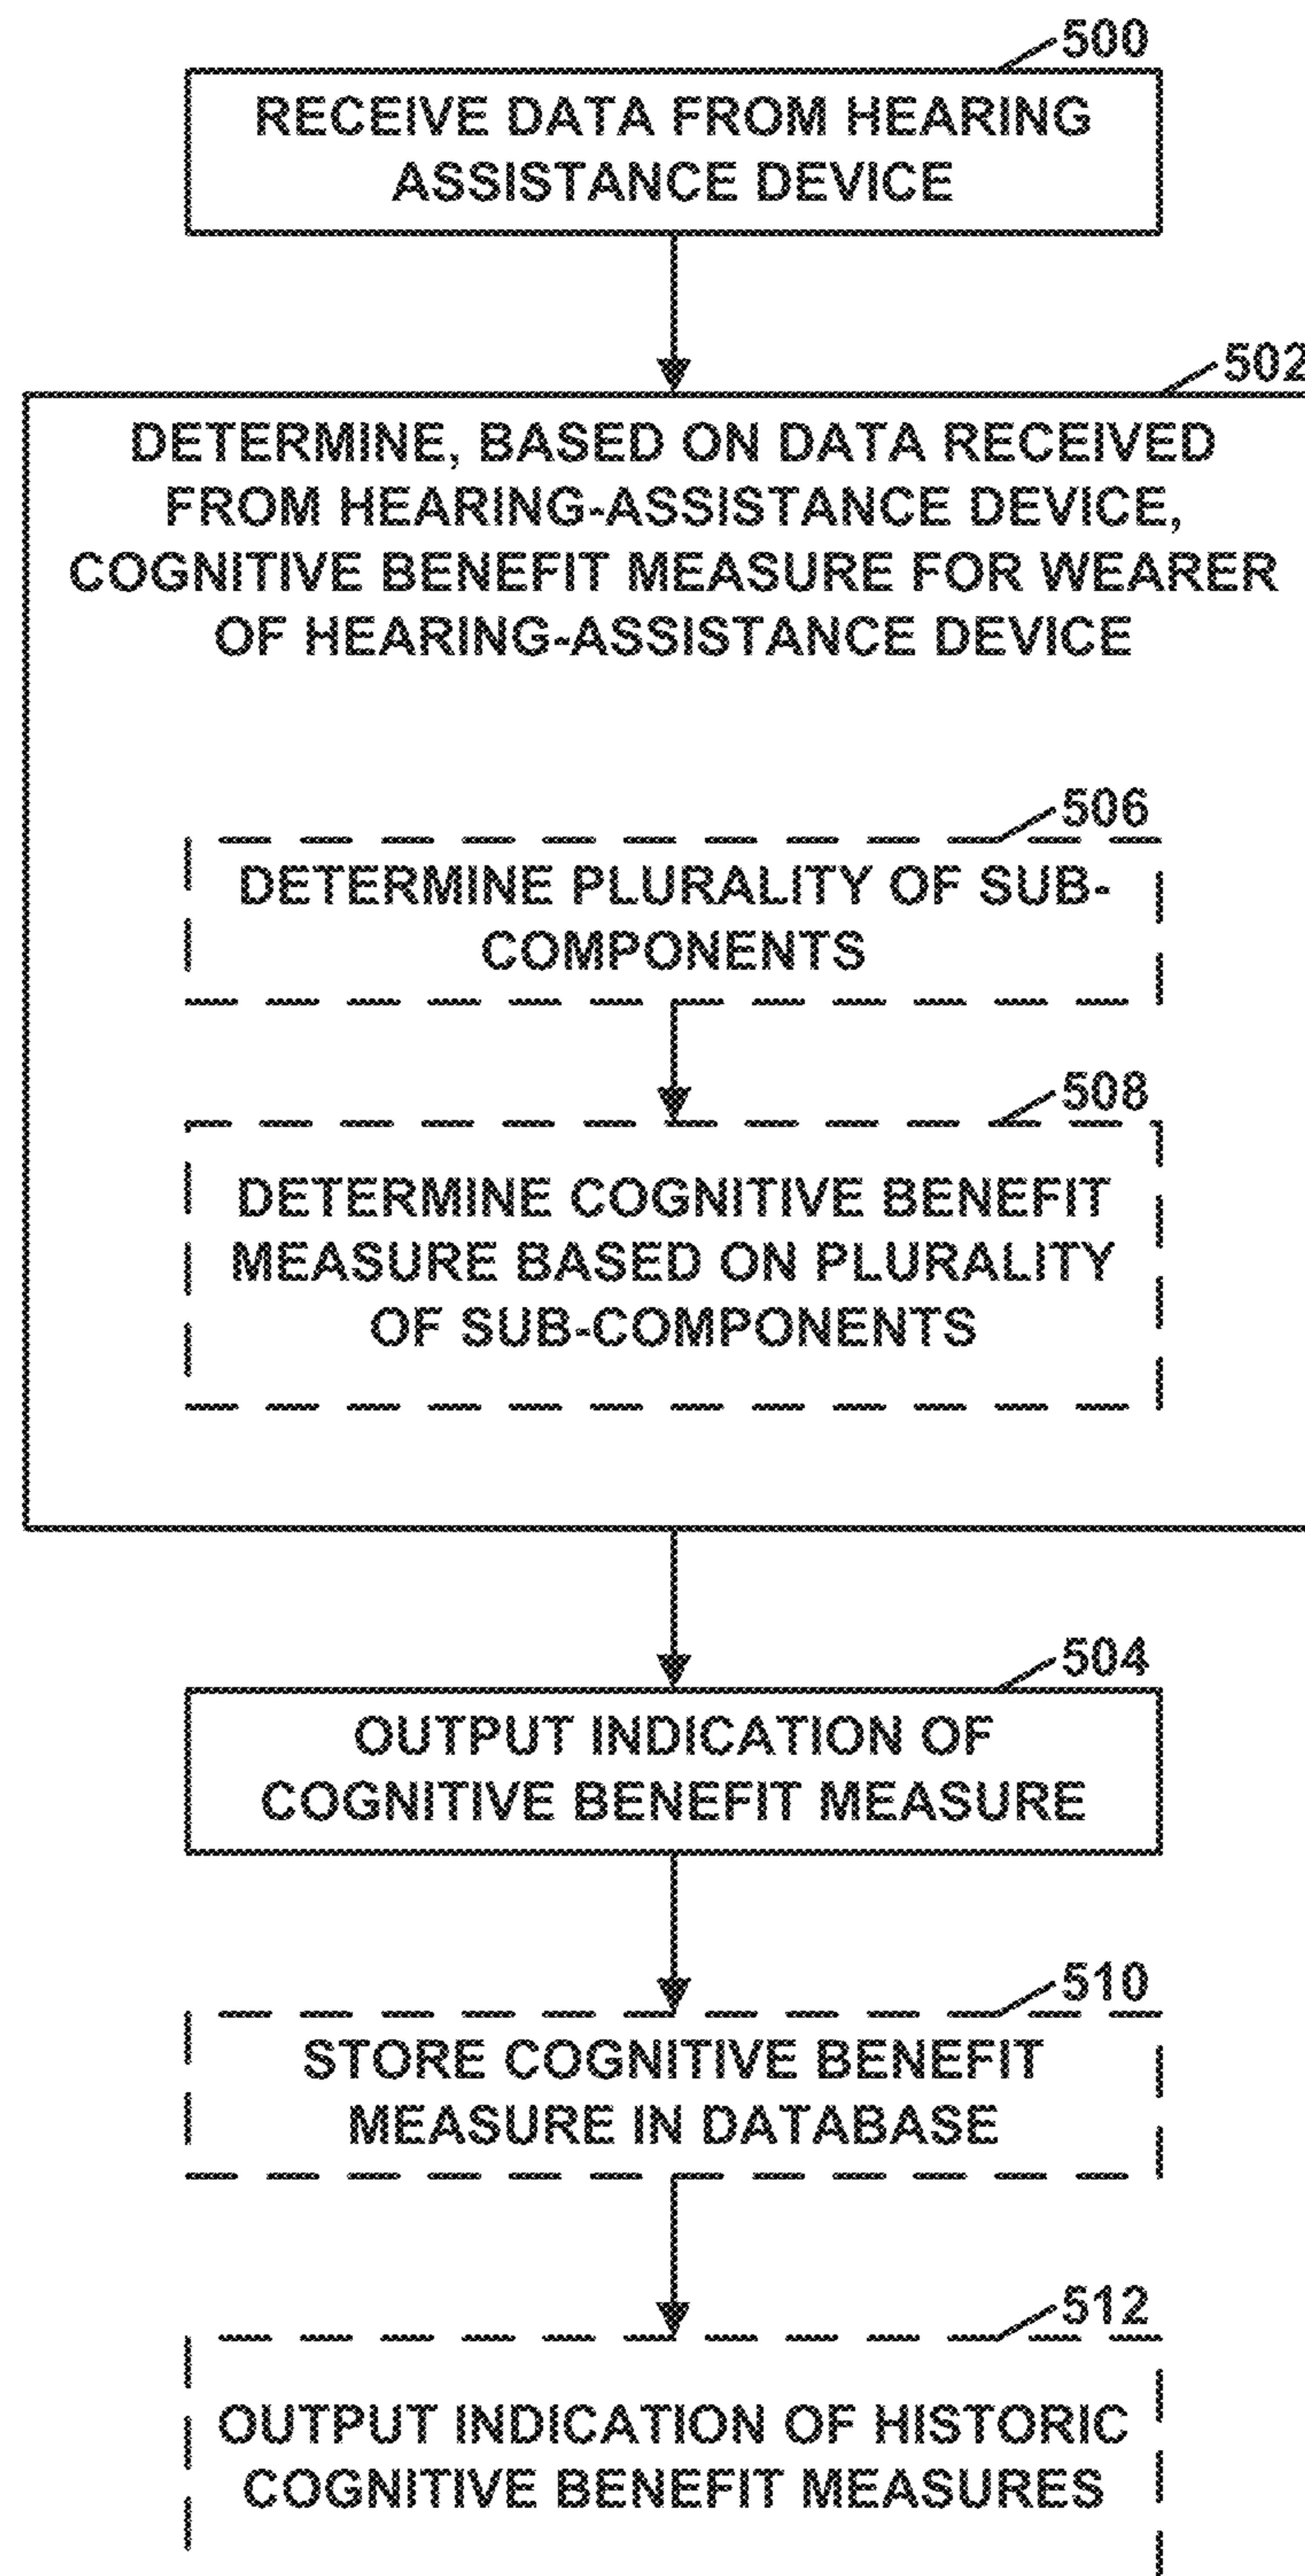 500
RECEIVE DATA FROM HEARING
ASSISTANCE DEVICE
502
DETERMINE, BASED ON DATA RECEIVED
FROM HEARING-ASSISTANCE DEVICE,
COGNITIVE BENEFIT MEASURE FOR WEARER
OF HEARING-ASSISTANCE DEVICE
506
DETERMINE PLURALITY OF SUB-
COMPONENTS
508
DETERMINE COGNITIVE BENEFIT
MEASURE BASED ON PLURALITY
OF SUB-COMPONENTS
504
OUTPUT INDICATION OF
COGNITIVE BENEFIT MEASURE
510
STORE COGNITIVE BENEFIT
MEASURE IN DATABASE
512
OUTPUT INDICATION OF HISTORIC
COGNITIVE BENEFIT MEASURES